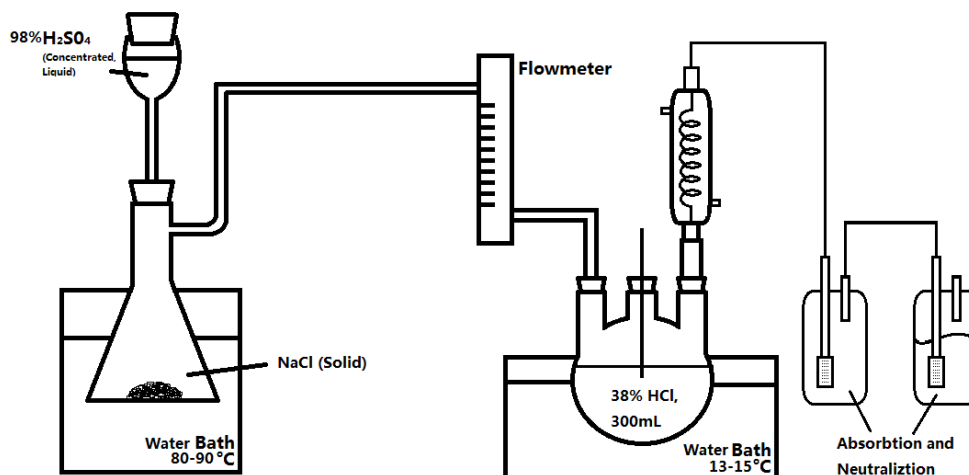 98%H₂SO₄
(Concentrated,
Liquid)
Flowmeter
NaCl (Solid)
Water Bath
80-90 °C
38% HCl,
300mL
Water Bath
13-15°C
Absorbtion and
Neutraliztion